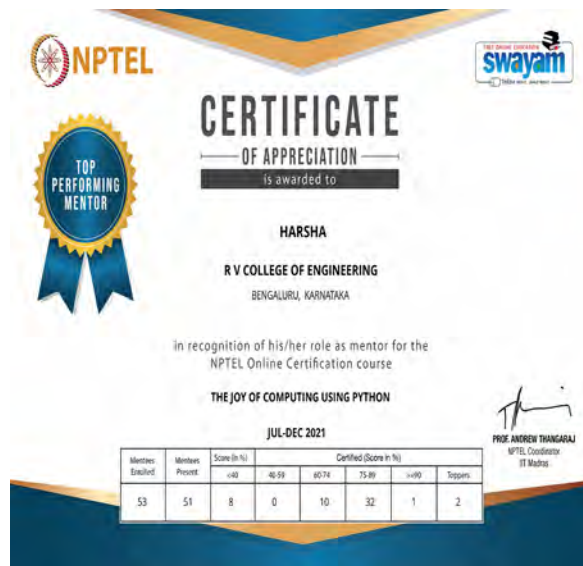 NPTEL
FREE ONLINE EDUCATION
swayam
CERTIFICATE
OF APPRECIATION
is awarded to
TOP
PERFORMING
MENTOR
HARSHA
R V COLLEGE OF ENGINEERING
BENGALURU, KARNATAKA
in recognition of his/her role as mentor for the
NPTEL Online Certification course
THE JOY OF COMPUTING USING PYTHON
JUL-DEC 2021
PROF. ANDREW THANGARAJ
NPTEL Coordinator
IIT Madras
Mentees Enrolled Mentees Present Score (in %) Certified (Score in %)
<40 40-59 60-74 75-89 >=90 Toppers
53 51 8 0 10 32 1 2